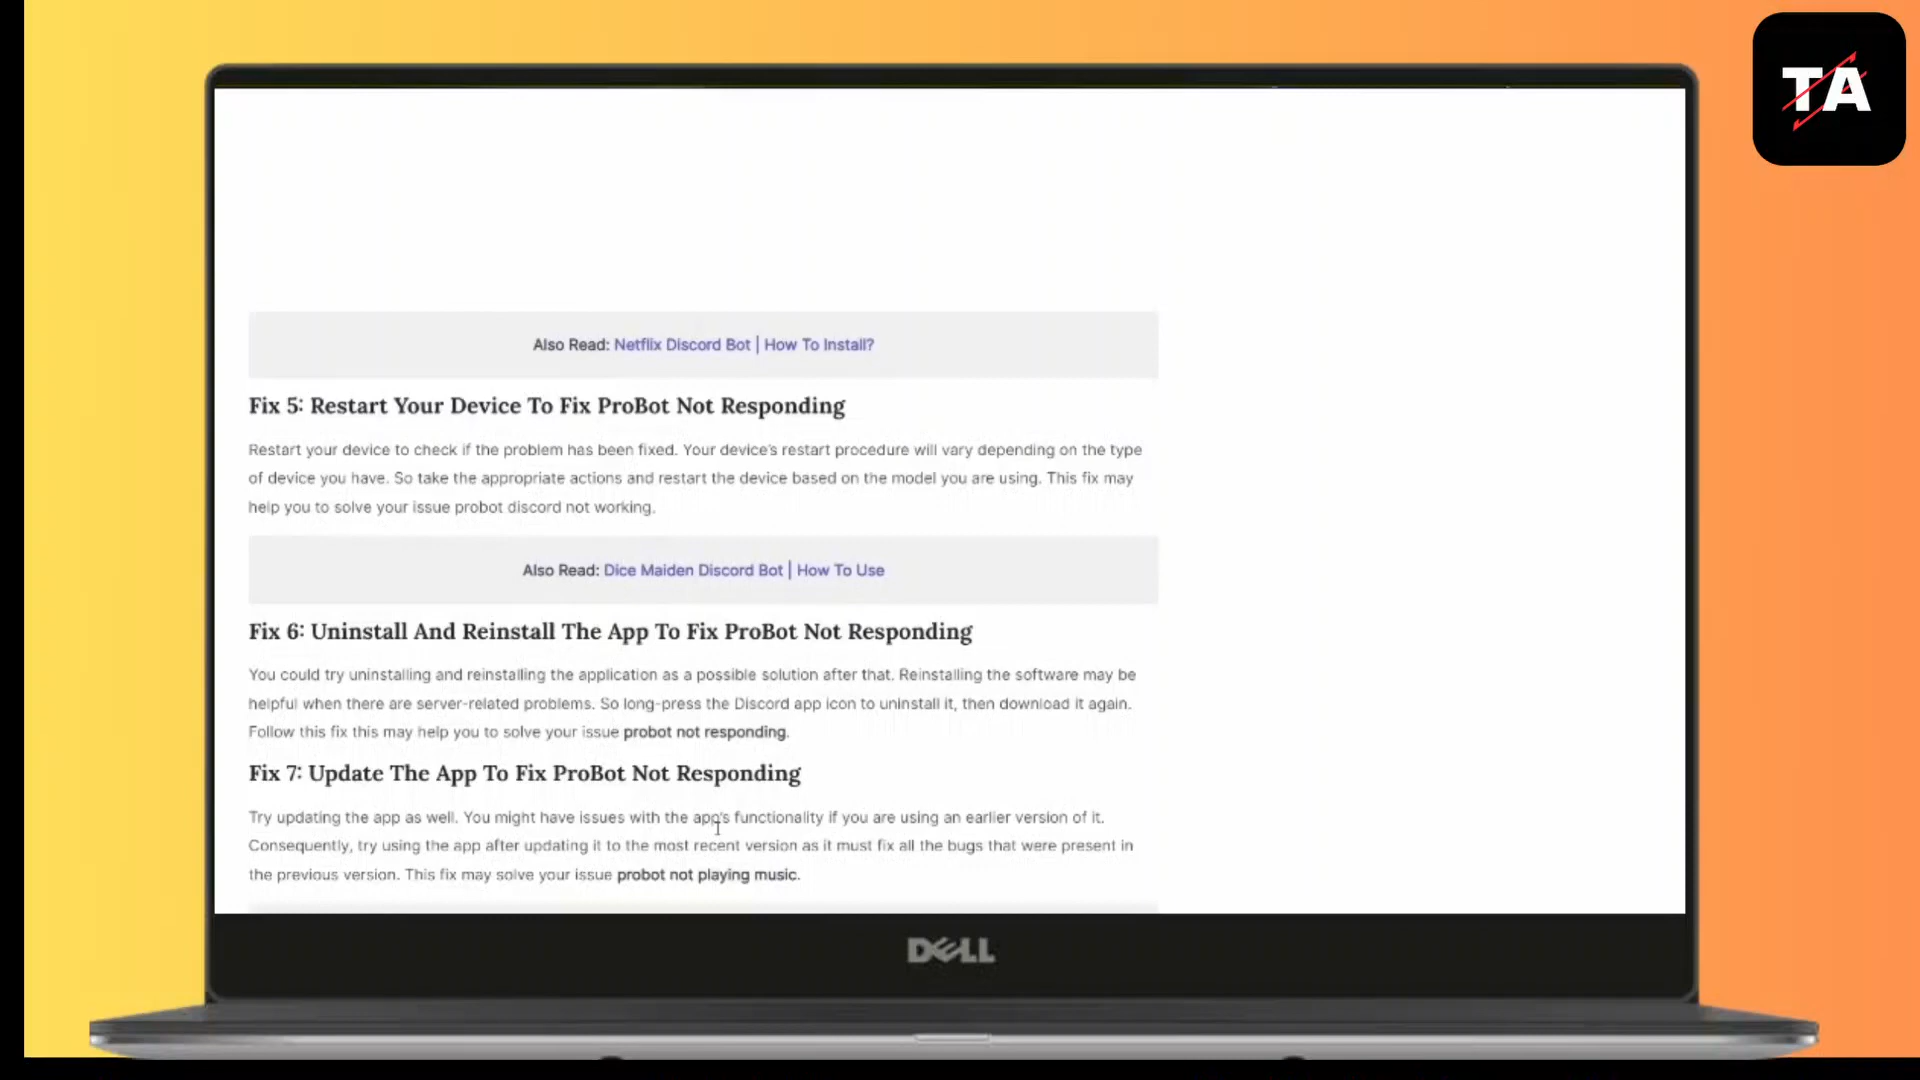 TA
Also Read: Netflix Discord Bot | How To Install?
Fix 5: Restart Your Device To Fix ProBot Not Responding
Restart your device to check if the problem has been fixed. Your device's restart procedure will vary depending on the type
of device you have. So take the appropriate actions and restart the device based on the model you are using. This fix may
help you to solve your issue probot discord not working.
Also Read: Dice Maiden Discord Bot | How To Use
Fix 6: Uninstall And Reinstall The App To Fix ProBot Not Responding
You could try uninstalling and reinstalling the application as a possible solution after that. Reinstalling the software may be
helpful when there are server-related problems. So long-press the Discord app icon to uninstall it, then download it again.
Follow this fix this may help you to solve your issue probot not responding.
Fix 7: Update The App To Fix ProBot Not Responding
Try updating the app as well. You might have issues with the app's functionality if you are using an earlier version of it.
Consequently, try using the app after updating it to the most recent version as it must fix all the bugs that were present in
the previous version. This fix may solve your issue probot not playing music.
DELL